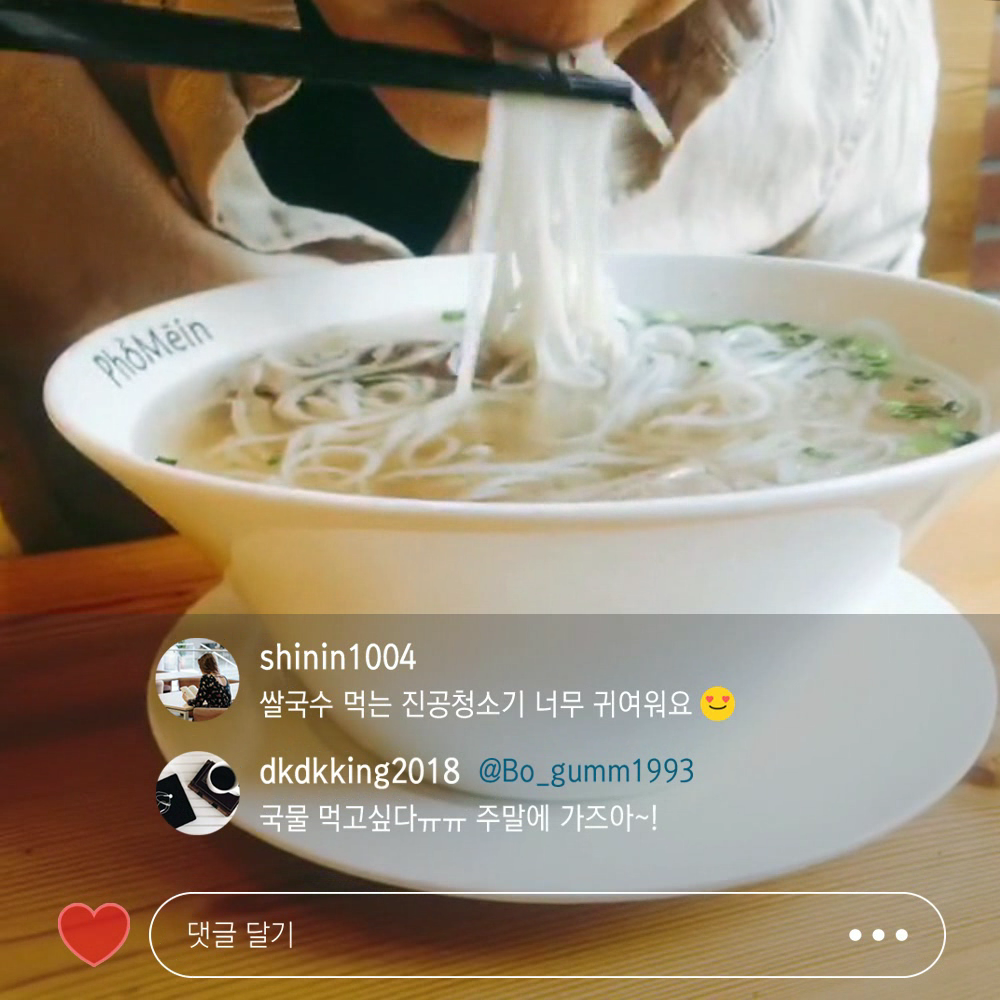 PhởMĕin
shinin1004
쌀국수 먹는 진공청소기 너무 귀여워요 😍
dkdkking2018 @Bo_gumm1993
국물 먹고싶다ㅠㅠ 주말에 가즈아~!
댓글 달기